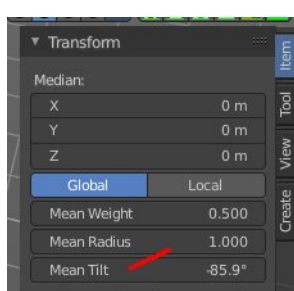 Transform
Median:
X 0 m
Y 0 m
Z 0 m
Global Local
Mean Weight 0.500
Mean Radius 1.000
Mean Tilt -85.9°
Item
Tool
View
Create